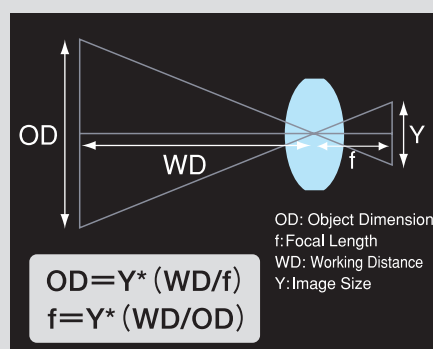 OD
WD
f
Y
OD: Object Dimension
f:Focal Length
WD: Working Distance
Y:Image Size
OD=Y*(WD/f)
f=Y*(WD/OD)